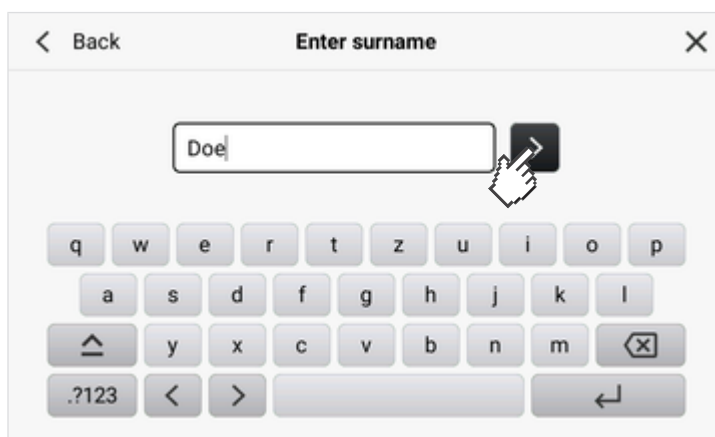 Back Enter surname
Doe
q w e r t z u i o p
a s d f g h j k l
y x c v b n m
.?123